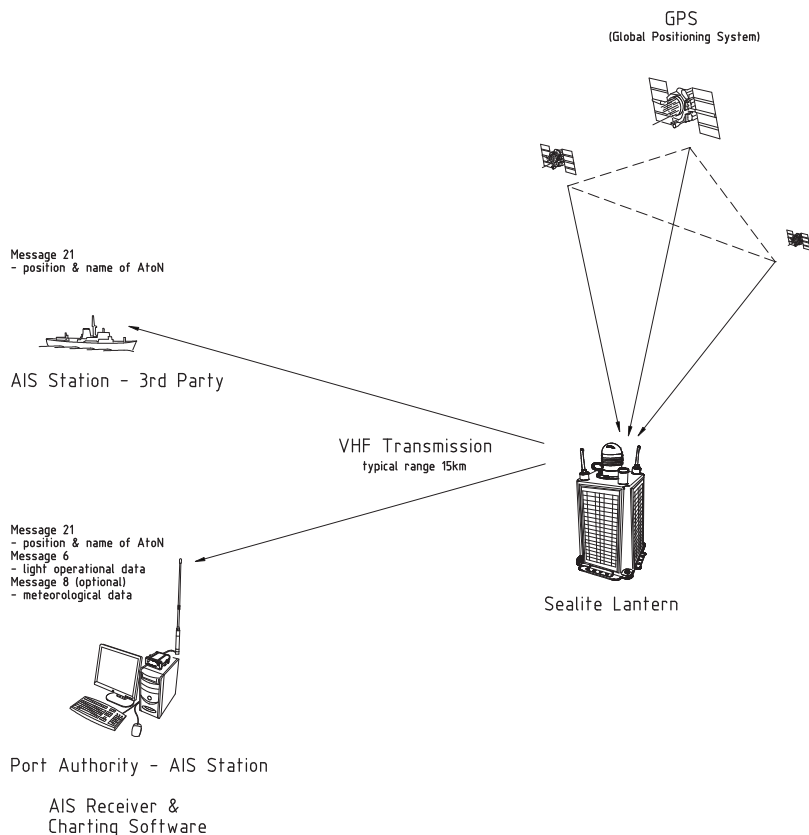 GPS
(Global Positioning System)
Message 21
- position & name of AtoN
AIS Station - 3rd Party
VHF Transmission
typical range 15km
Message 21
- position & name of AtoN
Message 6
- light operational data
Message 8 (optional)
- meteorological data
Sealite Lantern
Port Authority - AIS Station
AIS Receiver &
Charting Software